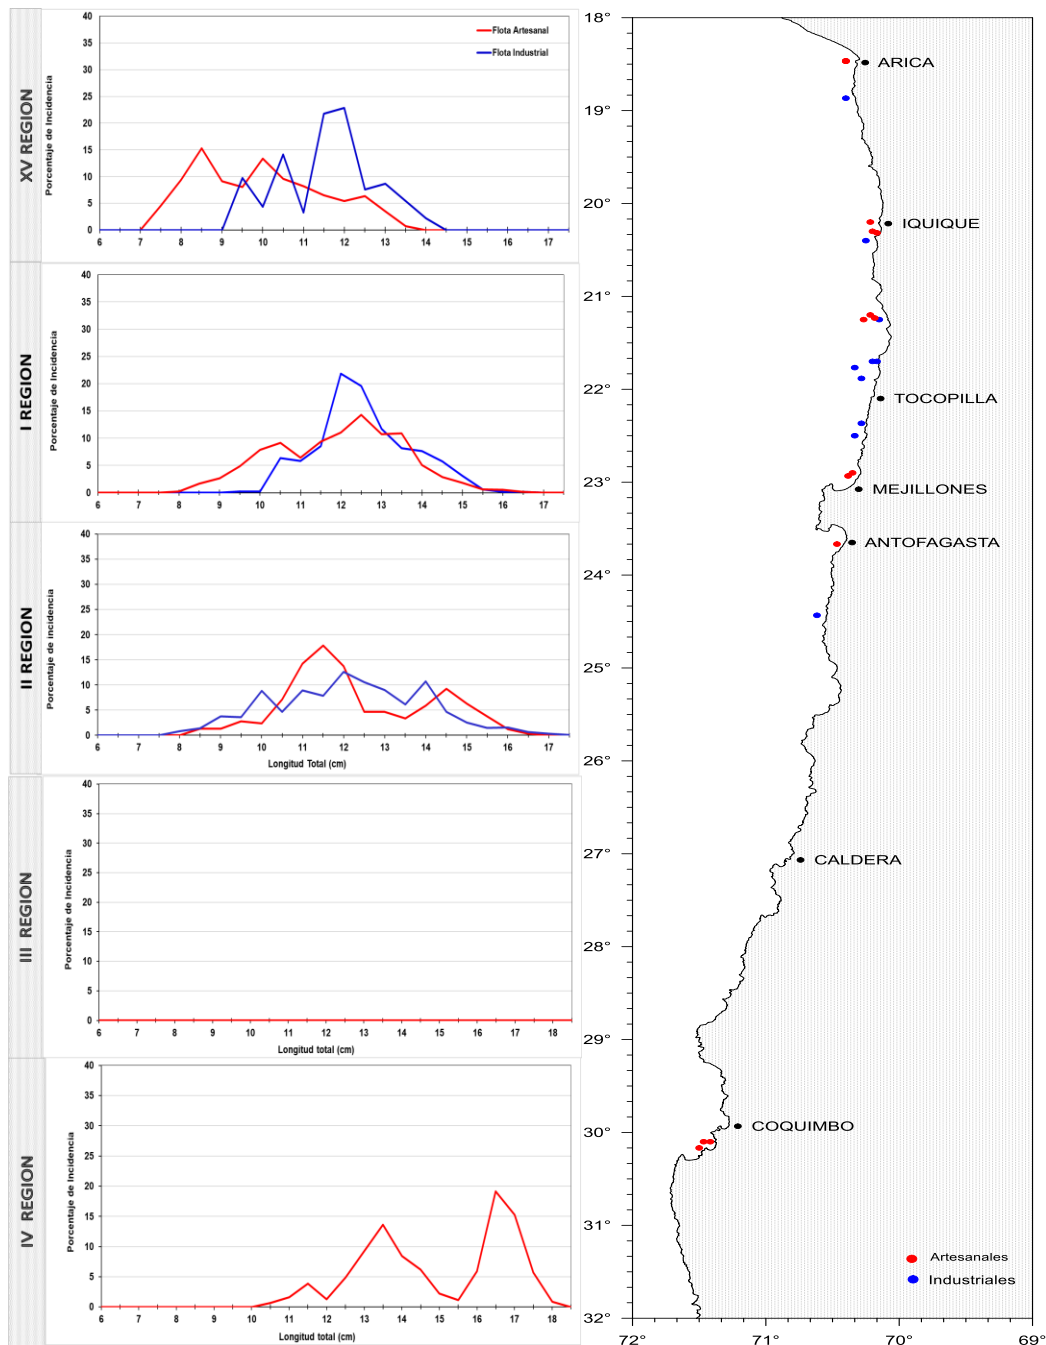 XV REGION
Porcentaje de Incidencia
40
35
30
25
20
15
10
5
0
Flota Artesanal
Flota Industrial
6 7 8 9 10 11 12 13 14 15 16 17
I REGION
Porcentaje de Incidencia
40
35
30
25
20
15
10
5
0
6 7 8 9 10 11 12 13 14 15 16 17
II REGION
Porcentaje de incidencia
40
35
30
25
20
15
10
5
0
6 7 8 9 10 11 12 13 14 15 16 17
Longitud Total (cm)
III REGION
Porcentaje de Incidencia
40
35
30
25
20
15
10
5
0
6 7 8 9 10 11 12 13 14 15 16 17 18
Longitud total (cm)
IV REGION
Porcentaje de Incidencia
40
35
30
25
20
15
10
5
0
6 7 8 9 10 11 12 13 14 15 16 17 18
Longitud total (cm)
18°
19°
20°
21°
22°
23°
24°
25°
26°
27°
28°
29°
30°
31°
32°
ARICA
IQUIQUE
TOCOPILLA
MEJILLONES
ANTOFAGASTA
CALDERA
COQUIMBO
Artesanales
Industriales
72° 71° 70° 69°